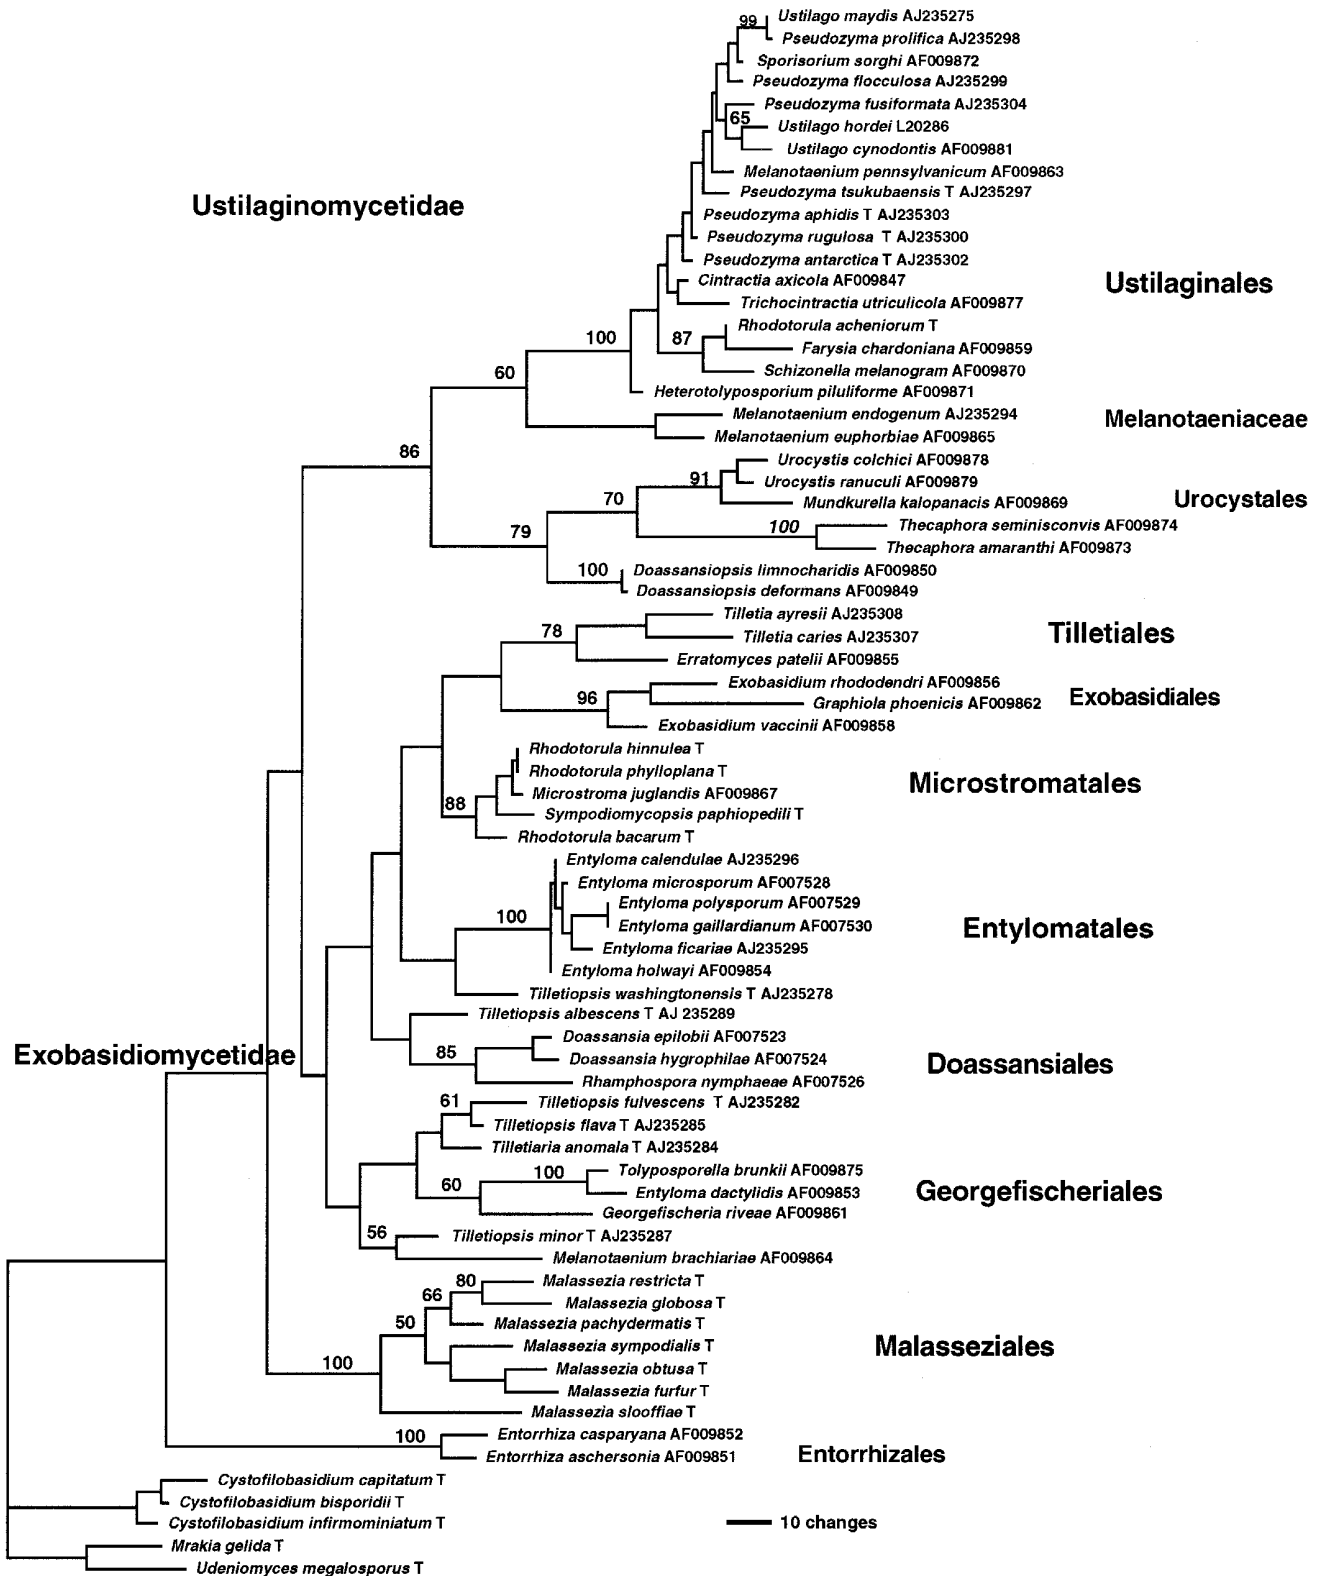 99
Ustilago maydis AJ235275
Pseudozyma prolifica AJ235298
Sporisorium sorghi AF009872
Pseudozyma flocculosa AJ235299
Pseudozyma fusiformata AJ235304
65
Ustilago hordei L20286
Ustilago cynodontis AF009881
Melanotaenium pennsylvanicum AF009863
Pseudozyma tsukubaensis T AJ235297
Ustilaginomycetidae
Pseudozyma aphidis T AJ235303
Pseudozyma rugulosa T AJ235300
Pseudozyma antarctica T AJ235302
Cintractia axicola AF009847
Ustilaginales
Trichocintractia utriculicola AF009877
Rhodotorula acheniorum T
100
87
Farysia chardoniana AF009859
60
Schizonella melanogram AF009870
Heterotolyposporium piluliforme AF009871
Melanotaenium endogenum AJ235294
Melanotaeniaceae
Melanotaenium euphorbiae AF009865
86
Urocystis colchici AF009878
91
Urocystis ranuculi AF009879
70
Mundkurella kalopanacis AF009869
Urocystales
79
100
Thecaphora seminisconvis AF009874
Thecaphora amaranthi AF009873
100
Doassansiopsis limnocharidis AF009850
Doassansiopsis deformans AF009849
Tilletia ayresii AJ235308
78
Tilletia caries AJ235307
Tilletiales
Erratomyces patelii AF009855
Exobasidium rhododendri AF009856
96
Graphiola phoenicis AF009862
Exobasidiales
Exobasidium vaccinii AF009858
Rhodotorula hinnulea T
Rhodotorula phylloplana T
Microstromatales
88
Microstroma juglandis AF009867
Sympodiomycopsis paphiopedili T
Rhodotorula bacarum T
Entyloma calendulae AJ235296
Entyloma microsporum AF007528
Entyloma polysporum AF007529
100
Entyloma gaillardianum AF007530
Entylomatales
Entyloma ficariae AJ235295
Entyloma holwayi AF009854
Tilletiopsis washingtonensis T AJ235278
Tilletiopsis albescens T AJ 235289
Doassansia epilobii AF007523
Exobasidiomycetidae
85
Doassansia hygrophilae AF007524
Doassansiales
Rhamphospora nymphaeae AF007526
61
Tilletiopsis fulvescens T AJ235282
Tilletiopsis flava T AJ235285
Tilletiaria anomala T AJ235284
100
Tolyposporella brunkii AF009875
60
Entyloma dactylidis AF009853
Georgefischeriales
Georgefischeria riveae AF009861
56
Tilletiopsis minor T AJ235287
Melanotaenium brachiariae AF009864
80
Malassezia restricta T
66
Malassezia globosa T
50
Malassezia pachydermatis T
Malassezia sympodialis T
Malasseziales
100
Malassezia obtusa T
Malassezia furfur T
Malassezia slooffiae T
100
Entorrhiza casparyana AF009852
Entorrhiza aschersonia AF009851
Entorrhizales
Cystofilobasidium capitatum T
Cystofilobasidium bisporidii T
Cystofilobasidium infirmominiatum T
10 changes
Mrakia gelida T
Udeniomyces megalosporus T